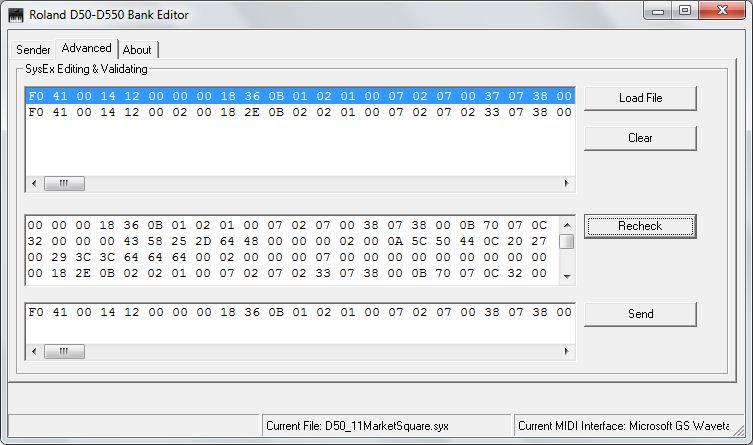 Roland D50-D550 Bank Editor
Sender Advanced About
SysEx Editing & Validating
F0 41 00 14 12 00 00 00 18 36 0B 01 02 01 00 07 02 07 00 37 07 38 00
F0 41 00 14 12 00 02 00 18 2E 0B 02 02 01 00 07 02 07 02 33 07 38 00
Load File
Clear
00 00 00 18 36 0B 01 02 01 00 07 02 07 00 38 07 38 00 0B 70 07 0C
32 00 00 00 43 58 25 2D 64 48 00 00 00 02 00 0A 5C 50 44 0C 20 27
00 29 3C 3C 64 64 64 00 02 00 00 00 07 00 00 00 00 00 00 00 00 00
00 18 2E 0B 02 02 01 00 07 02 07 02 33 07 38 00 0B 70 07 0C 32 00
Recheck
F0 41 00 14 12 00 00 00 18 36 0B 01 02 01 00 07 02 07 00 38 07 38 00
Send
Current File: D50_11MarketSquare.syx
Current MIDI Interface: Microsoft GS Waveta